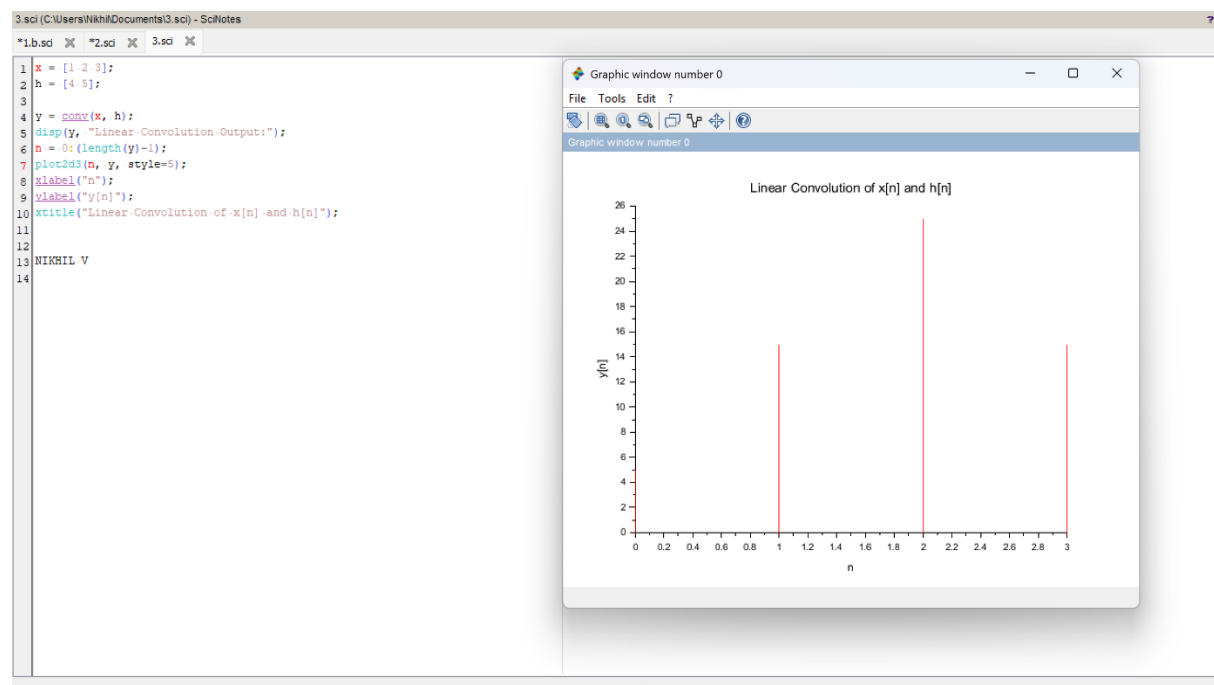 3.sci (C:\Users\Nikhil\Documents\3.sci) - SciNotes
?
*1.b.sci *2.sci 3.sci
1 x = [1 2 3];
2 h = [4 5];
3
4 y = conv(x, h);
5 disp(y, "Linear Convolution Output:");
6 n = 0:(length(y)-1);
7 plot2d3(n, y, style=5);
8 xlabel("n");
9 ylabel("y[n]");
10 xtitle("Linear Convolution of x[n] and h[n]");
11
12
13 NIKHIL V
14
Graphic window number 0
File Tools Edit ?
Graphic window number 0
Linear Convolution of x[n] and h[n]
26
24
22
20
18
16
14
12
10
8
6
4
2
0
y[n]
0 0.2 0.4 0.6 0.8 1 1.2 1.4 1.6 1.8 2 2.2 2.4 2.6 2.8 3
n